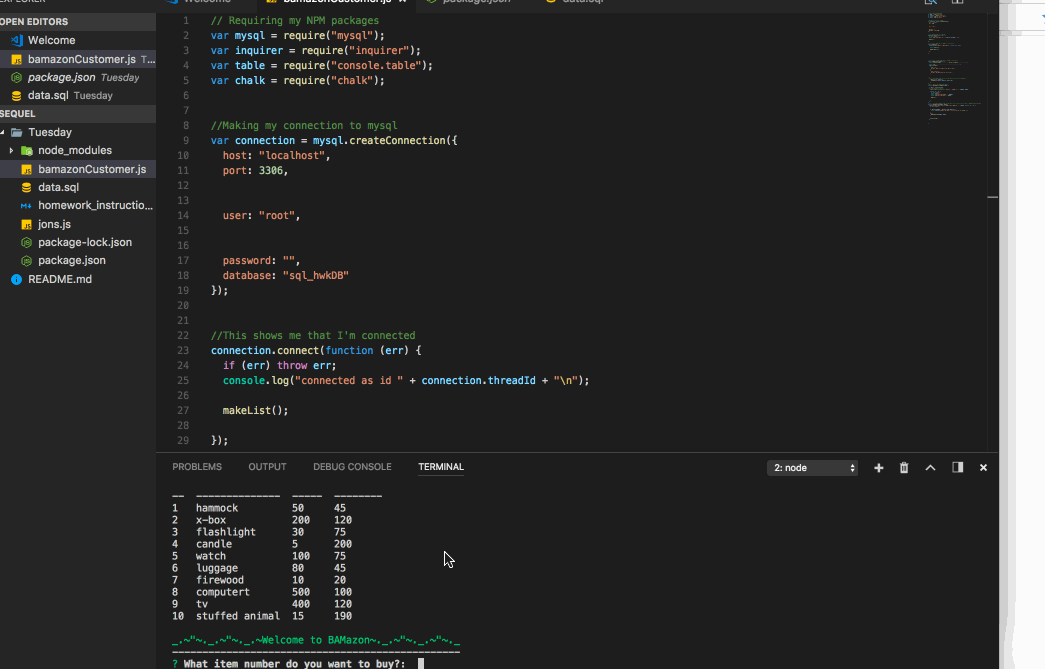 OPEN EDITORS
Welcome
bamazonCustomer.js T...
package.json Tuesday
data.sql Tuesday
SEQUEL
Tuesday
node_modules
bamazonCustomer.js
data.sql
homework_instructio...
jons.js
package-lock.json
package.json
README.md
1 // Requiring my NPM packages
2 var mysql = require("mysql");
3 var inquirer = require("inquirer");
4 var table = require("console.table");
5 var chalk = require("chalk");
6
7
8 //Making my connection to mysql
9 var connection = mysql.createConnection({
10 host: "localhost",
11 port: 3306,
12
13
14 user: "root",
15
16
17 password: "",
18 database: "sql_hwkDB"
19 });
20
21
22 //This shows me that I'm connected
23 connection.connect(function (err) {
24 if (err) throw err;
25 console.log("connected as id " + connection.threadId + "\n");
26
27 makeList();
28
29 });
PROBLEMS OUTPUT DEBUG CONSOLE TERMINAL 2: node
-- -------------- ----- --------
1 hammock 50 45
2 x-box 200 120
3 flashlight 30 75
4 candle 5 200
5 watch 100 75
6 luggage 80 45
7 firewood 10 20
8 computert 500 100
9 tv 400 120
10 stuffed animal 15 190
_.~"~._.~"~._.~Welcome to BAMazon~._.~"~._.~"~._
------------------------------------------------
? What item number do you want to buy?: